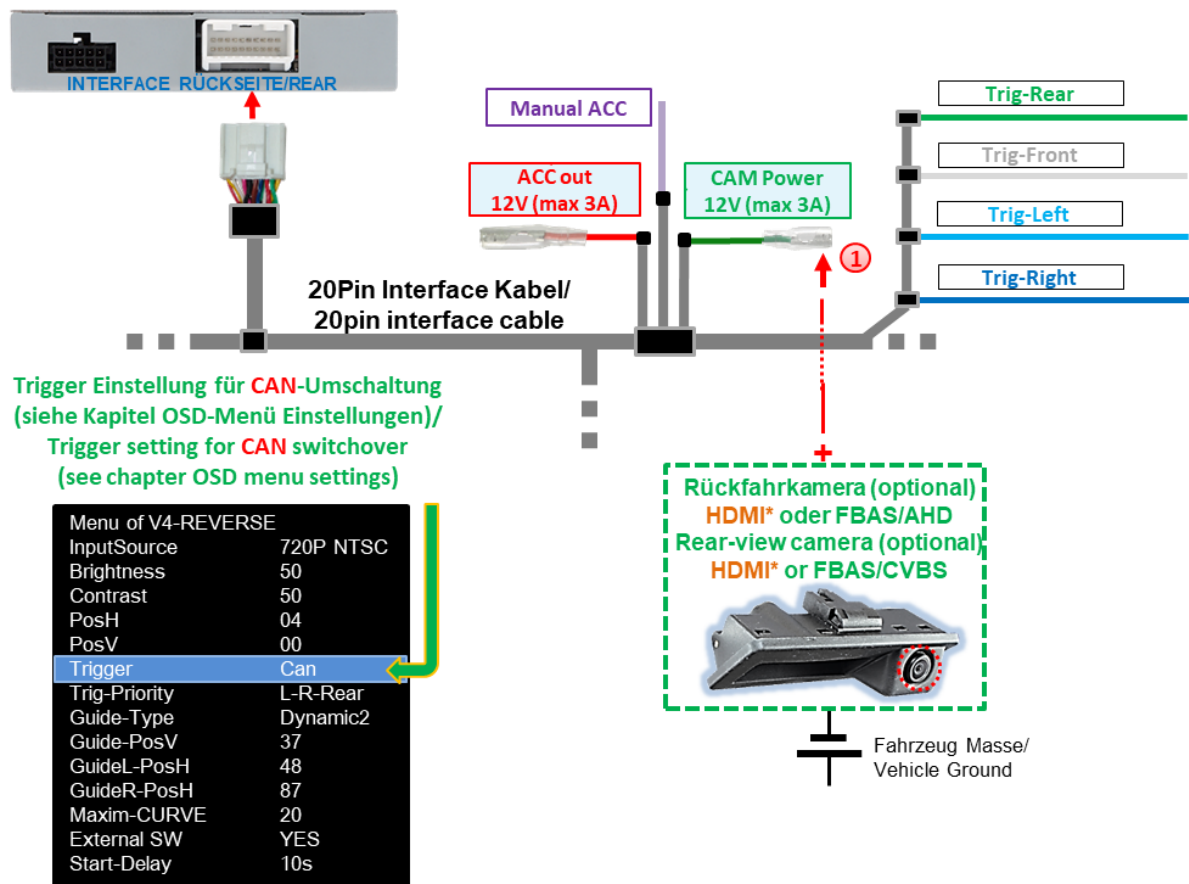 INTERFACE RÜCKSEITE/REAR
Manual ACC
ACC out
12V (max 3A)
CAM Power
12V (max 3A)
Trig-Rear
Trig-Front
Trig-Left
Trig-Right
1
20Pin Interface Kabel/
20pin interface cable
Trigger Einstellung für CAN-Umschaltung
(siehe Kapitel OSD-Menü Einstellungen)/
Trigger setting for CAN switchover
(see chapter OSD menu settings)
Menu of V4-REVERSE
InputSource 720P NTSC
Brightness 50
Contrast 50
PosH 04
PosV 00
Trigger Can
Trig-Priority L-R-Rear
Guide-Type Dynamic2
Guide-PosV 37
GuideL-PosH 48
GuideR-PosH 87
Maxim-CURVE 20
External SW YES
Start-Delay 10s
+
Rückfahrkamera (optional)
HDMI* oder FBAS/AHD
Rear-view camera (optional)
HDMI* or FBAS/CVBS
Fahrzeug Masse/
Vehicle Ground